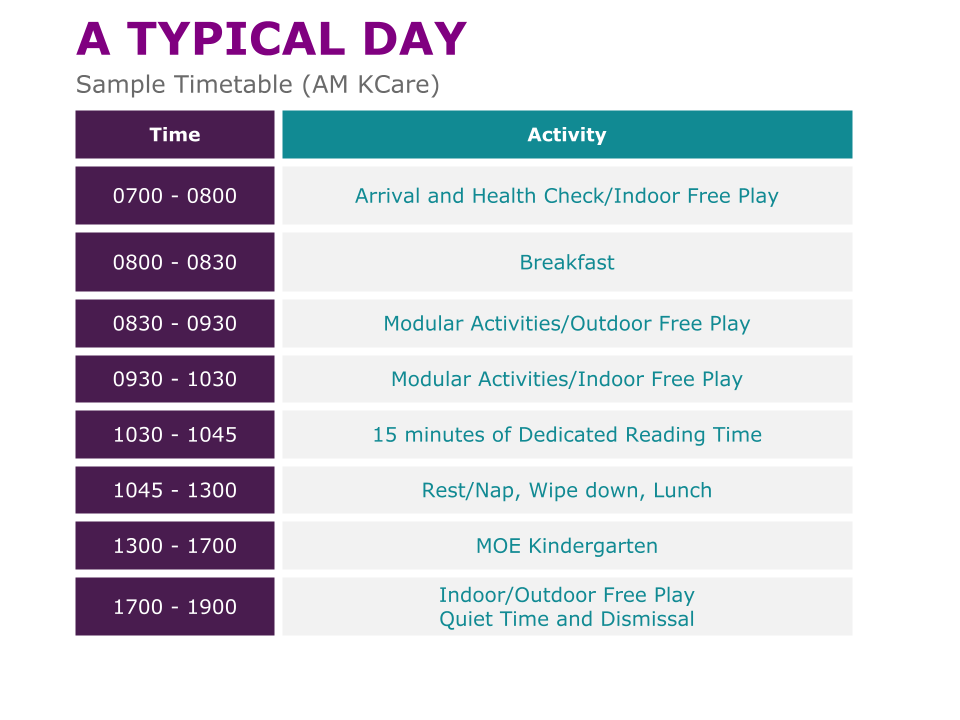 A TYPICAL DAY
Sample Timetable (AM KCare)
Time Activity
0700 - 0800 Arrival and Health Check/Indoor Free Play
0800 - 0830 Breakfast
0830 - 0930 Modular Activities/Outdoor Free Play
0930 - 1030 Modular Activities/Indoor Free Play
1030 - 1045 15 minutes of Dedicated Reading Time
1045 - 1300 Rest/Nap, Wipe down, Lunch
1300 - 1700 MOE Kindergarten
1700 - 1900 Indoor/Outdoor Free Play
Quiet Time and Dismissal